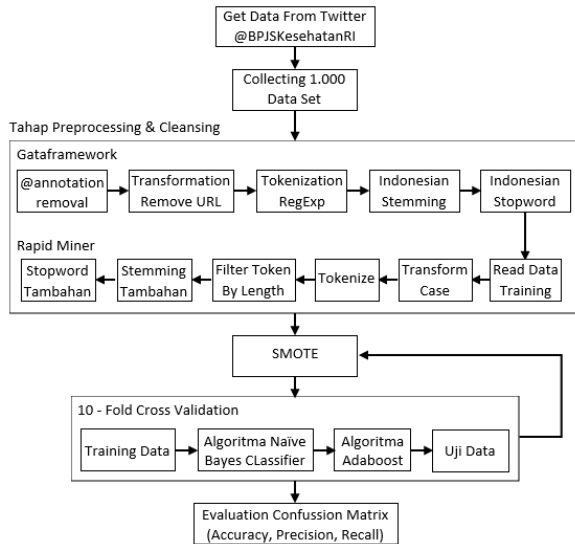 Get Data From Twitter
@BPJSKesehatanRI
Collecting 1.000
Data Set
Tahap Preprocessing & Cleansing
Gataframework
@annotation
removal
Transformation
Remove URL
Tokenization
RegExp
Indonesian
Stemming
Indonesian
Stopword
Rapid Miner
Stopword
Tambahan
Stemming
Tambahan
Filter Token
By Length
Tokenize
Transform
Case
Read Data
Training
SMOTE
10 - Fold Cross Validation
Training Data
Algoritma Naïve
Bayes CLassifier
Algoritma
Adaboost
Uji Data
Evaluation Confussion Matrix
(Accuracy, Precision, Recall)